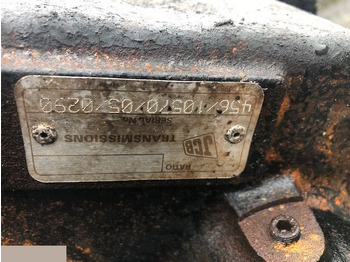 JCB
RATIO
TRANSMISSIONS
SERIAL No.
456/10570/05/0290